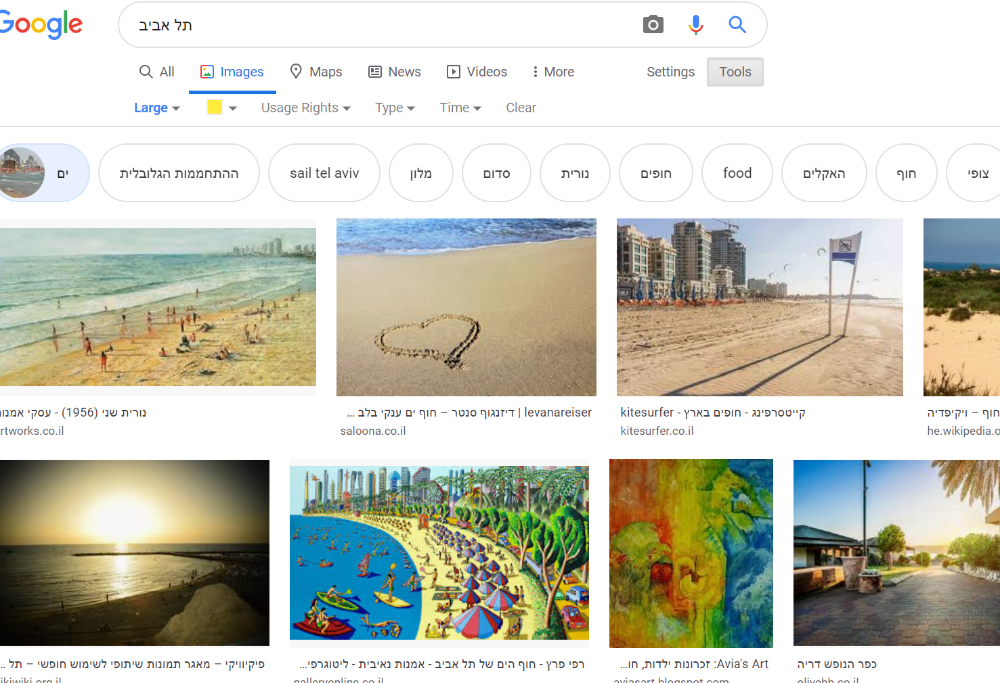 Google
תל אביב
All Images Maps News Videos More Settings Tools
Large Usage Rights Type Time Clear
ים ההתחממות הגלובלית sail tel aviv מלון סדום נורית חופים food האקלים חוף צופי
נורית שני (1956) - עסקי אמנות
rtworks.co.il
levanareiser | דיזנגוף סנטר – חוף ים ענקי בלב ...
saloona.co.il
קייטסרפינג - חופים בארץ - kitesurfer
kitesurfer.co.il
חוף – ויקיפדיה
he.wikipedia.o
פיקיוויקי – מאגר תמונות שיתופי לשימוש חופשי – תל ..
ikiwiki.org.il
רפי פרץ - חוף הים של תל אביב - אמנות נאיבית - ליטוגרפי...
galleryonline.co.il
Avia's Art: זכרונות ילדות, חו...
aviasart.blogspot.com
כפר הנופש דריה
olivebb.co.il